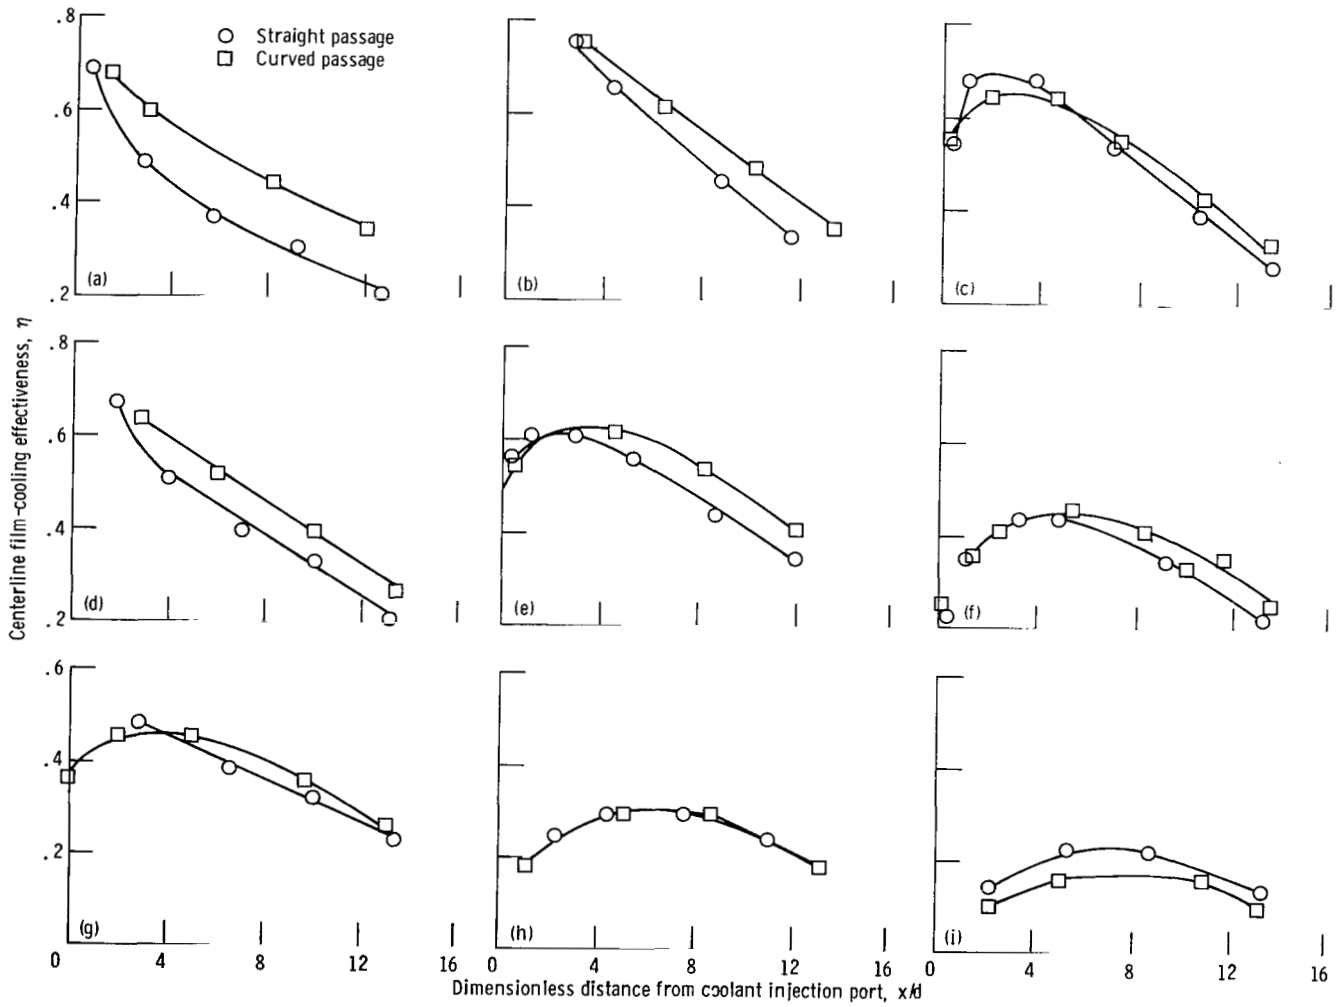 .8
Straight passage
Curved passage
.6
.4
.2
(a)
(b)
(c)
Centerline film-cooling effectiveness, η
.8
.6
.4
.2
(d)
(e)
(f)
.6
.4
.2
0
(g)
(h)
(i)
0 4 8 12 16 0 4 8 12 16 0 4 8 12 16
Dimensionless distance from coolant injection port, x/d